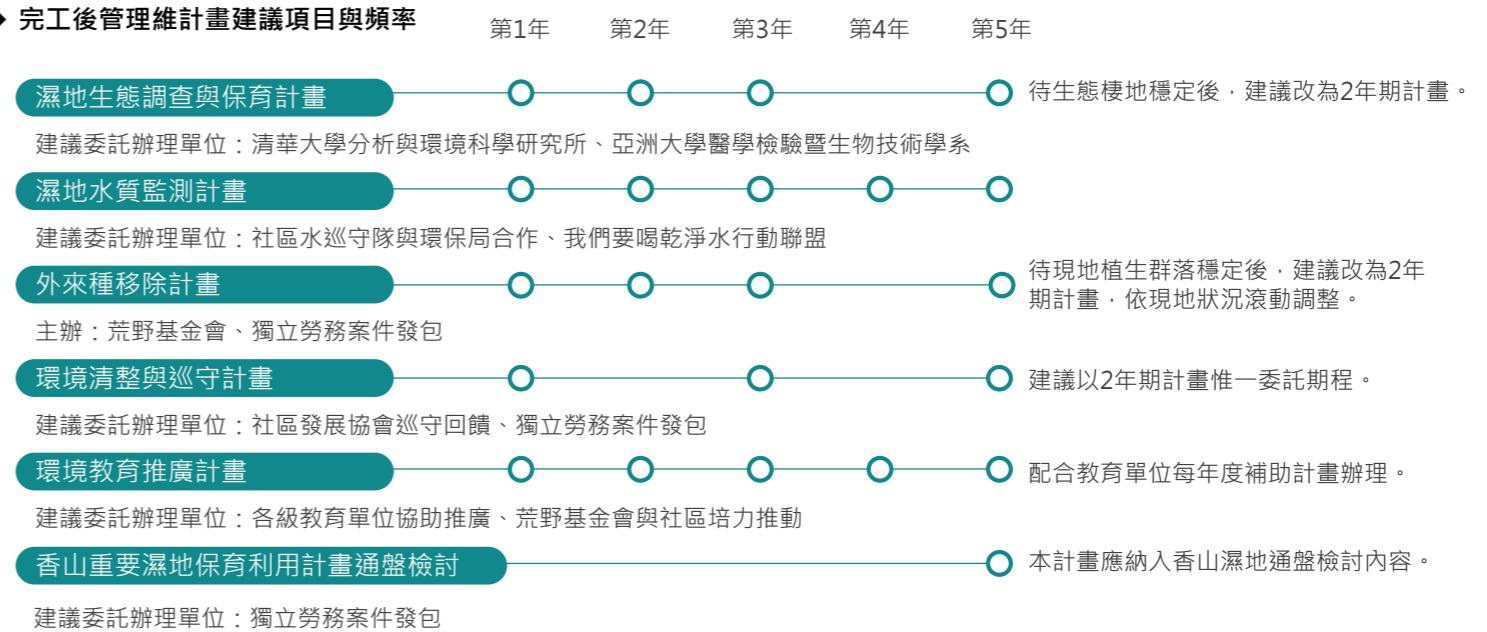 完工後管理維計畫建議項目與頻率
第1年 第2年 第3年 第4年 第5年
濕地生態調查與保育計畫
待生態棲地穩定後，建議改為2年期計畫。
建議委託辦理單位：清華大學分析與環境科學研究所、亞洲大學醫學檢驗暨生物技術學系
濕地水質監測計畫
建議委託辦理單位：社區水巡守隊與環保局合作、我們要喝乾淨水行動聯盟
外來種移除計畫
待現地植生群落穩定後，建議改為2年
期計畫，依現地狀況滾動調整。
主辦：荒野基金會、獨立勞務案件發包
環境清整與巡守計畫
建議以2年期計畫惟一委託期程。
建議委託辦理單位：社區發展協會巡守回饋、獨立勞務案件發包
環境教育推廣計畫
配合教育單位每年度補助計畫辦理。
建議委託辦理單位：各級教育單位協助推廣、荒野基金會與社區培力推動
香山重要濕地保育利用計畫通盤檢討
本計畫應納入香山濕地通盤檢討內容。
建議委託辦理單位：獨立勞務案件發包